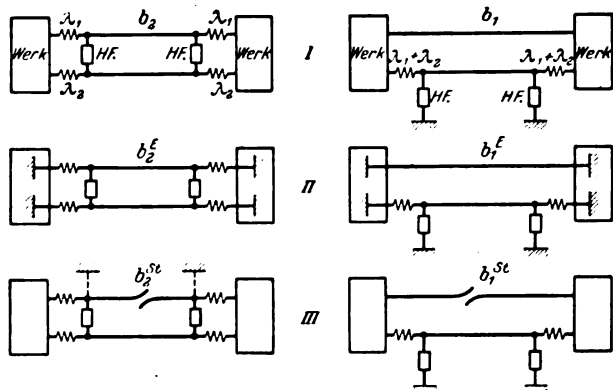 λ₁ b₂ λ₁ b₁
Werk HF. HF. Werk I Werk Werk
λ₂ λ₂ λ₁+λ₂ λ₁+λ₂
HF. HF.
b₂ᴱ II b₁ᴱ
b₂ˢᵗ III b₁ˢᵗ